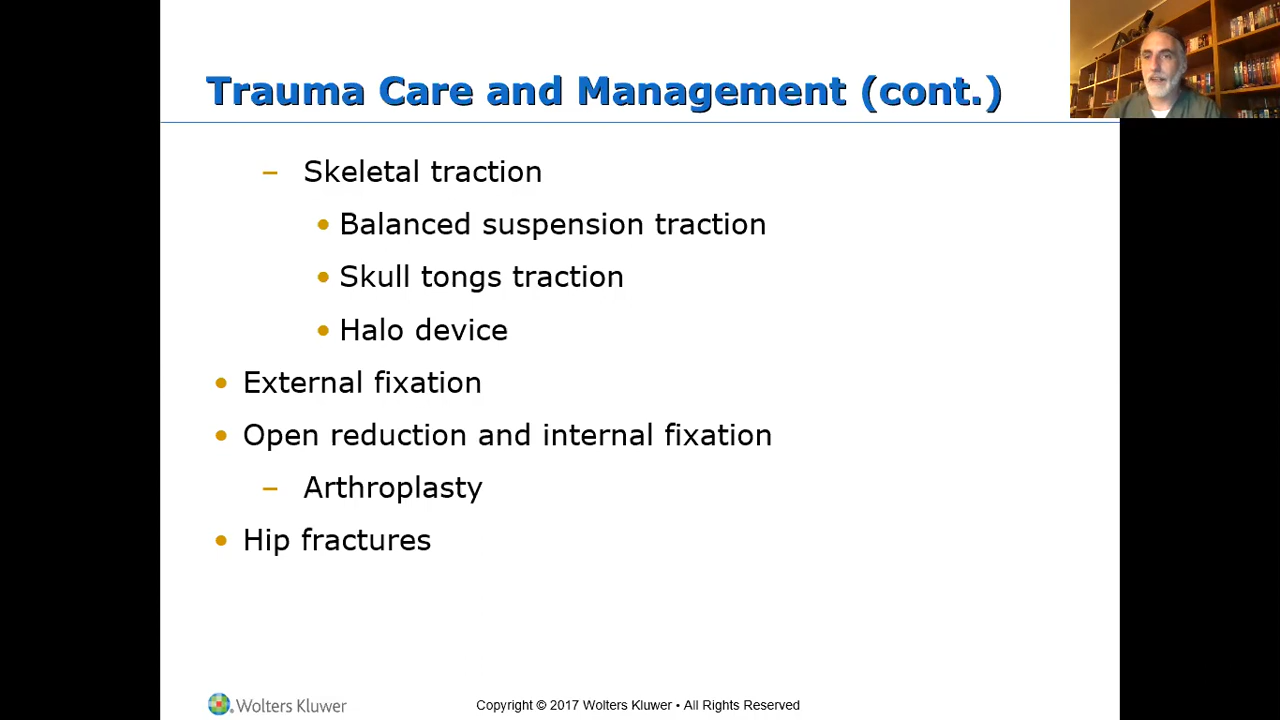 Trauma Care and Management (cont.)
– Skeletal traction
• Balanced suspension traction
• Skull tongs traction
• Halo device
• External fixation
• Open reduction and internal fixation
– Arthroplasty
• Hip fractures
Wolters Kluwer
Copyright © 2017 Wolters Kluwer • All Rights Reserved